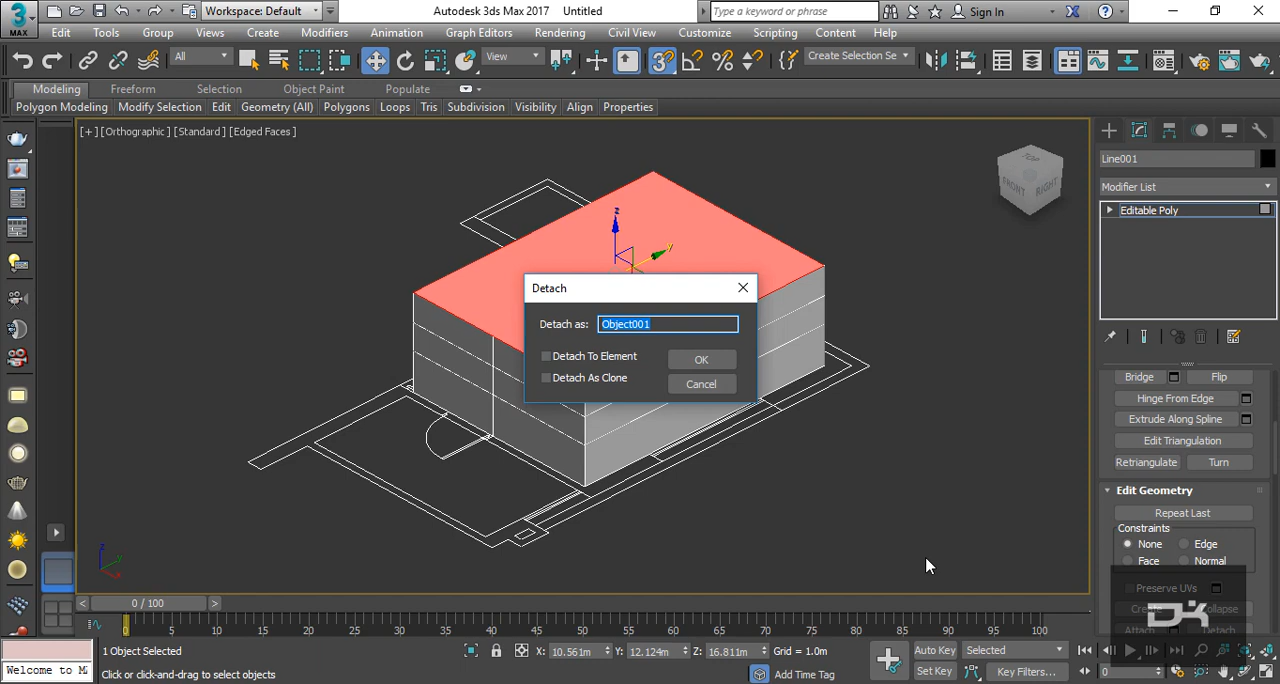 3 Workspace: Default Autodesk 3ds Max 2017 Untitled Type a keyword or phrase Sign In
MAX Edit Tools Group Views Create Modifiers Animation Graph Editors Rendering Civil View Customize Scripting Content Help
All View 3 Create Selection Se
Modeling Freeform Selection Object Paint Populate
Polygon Modeling Modify Selection Edit Geometry (All) Polygons Loops Tris Subdivision Visibility Align Properties
[+] [Orthographic ] [Standard ] [Edged Faces ]
TOP
FRONT RIGHT
z
y
Line001
Modifier List
Editable Poly
Detach
Detach as: Object001
Detach To Element OK
Detach As Clone Cancel
Bridge Flip
Hinge From Edge
Extrude Along Spline
Edit Triangulation
Retriangulate Turn
Edit Geometry
Repeat Last
Constraints
None Edge
Face Normal
Preserve UVs
Create Collapse
Attach Detach
DK
z
y
x
0 / 100
0 5 10 15 20 25 30 35 40 45 50 55 60 65 70 75 80 85 90 95 100
1 Object Selected X: 10.561m Y: 12.124m Z: 16.811m Grid = 1.0m Auto Key Selected
Welcome to M Click or click-and-drag to select objects Add Time Tag Set Key Key Filters... 0